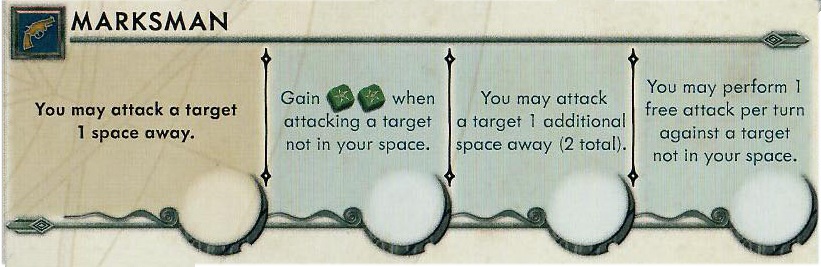 MARKSMAN
You may attack a target
1 space away.
Gain when
attacking a target
not in your space.
You may attack
a target 1 additional
space away (2 total).
You may perform 1
free attack per turn
against a target
not in your space.